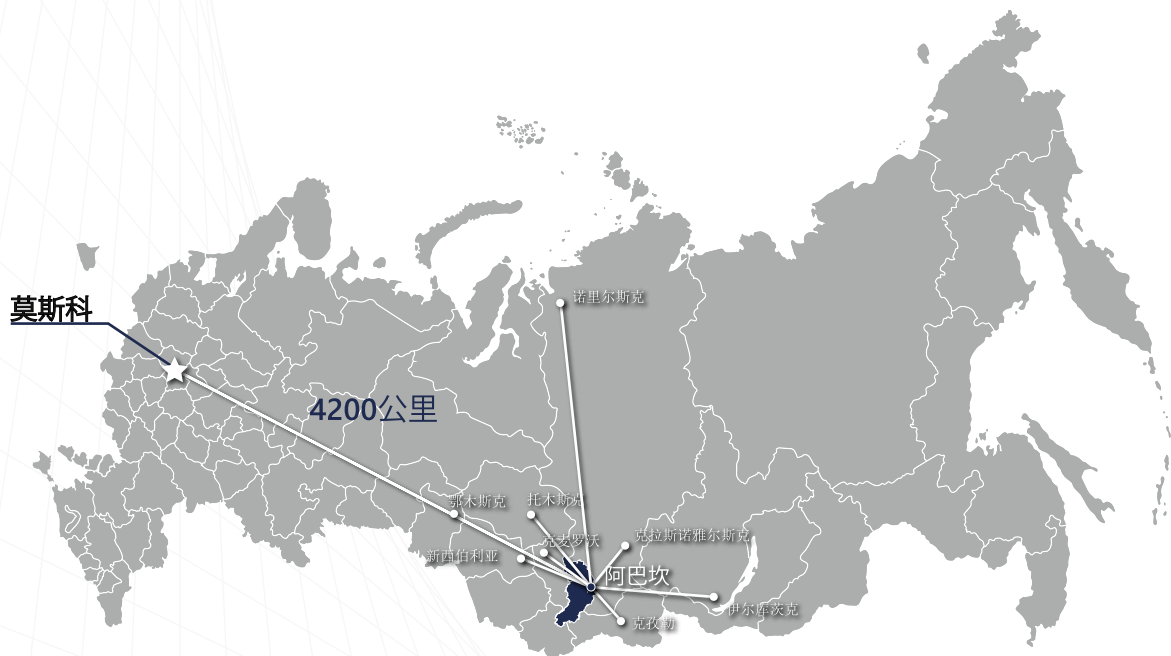 诺里尔斯克
莫斯科
4200公里
鄂木斯克
托木斯克
克拉斯诺雅尔斯克
克麦罗沃
新西伯利亚
阿巴坎
伊尔库茨克
克孜勒